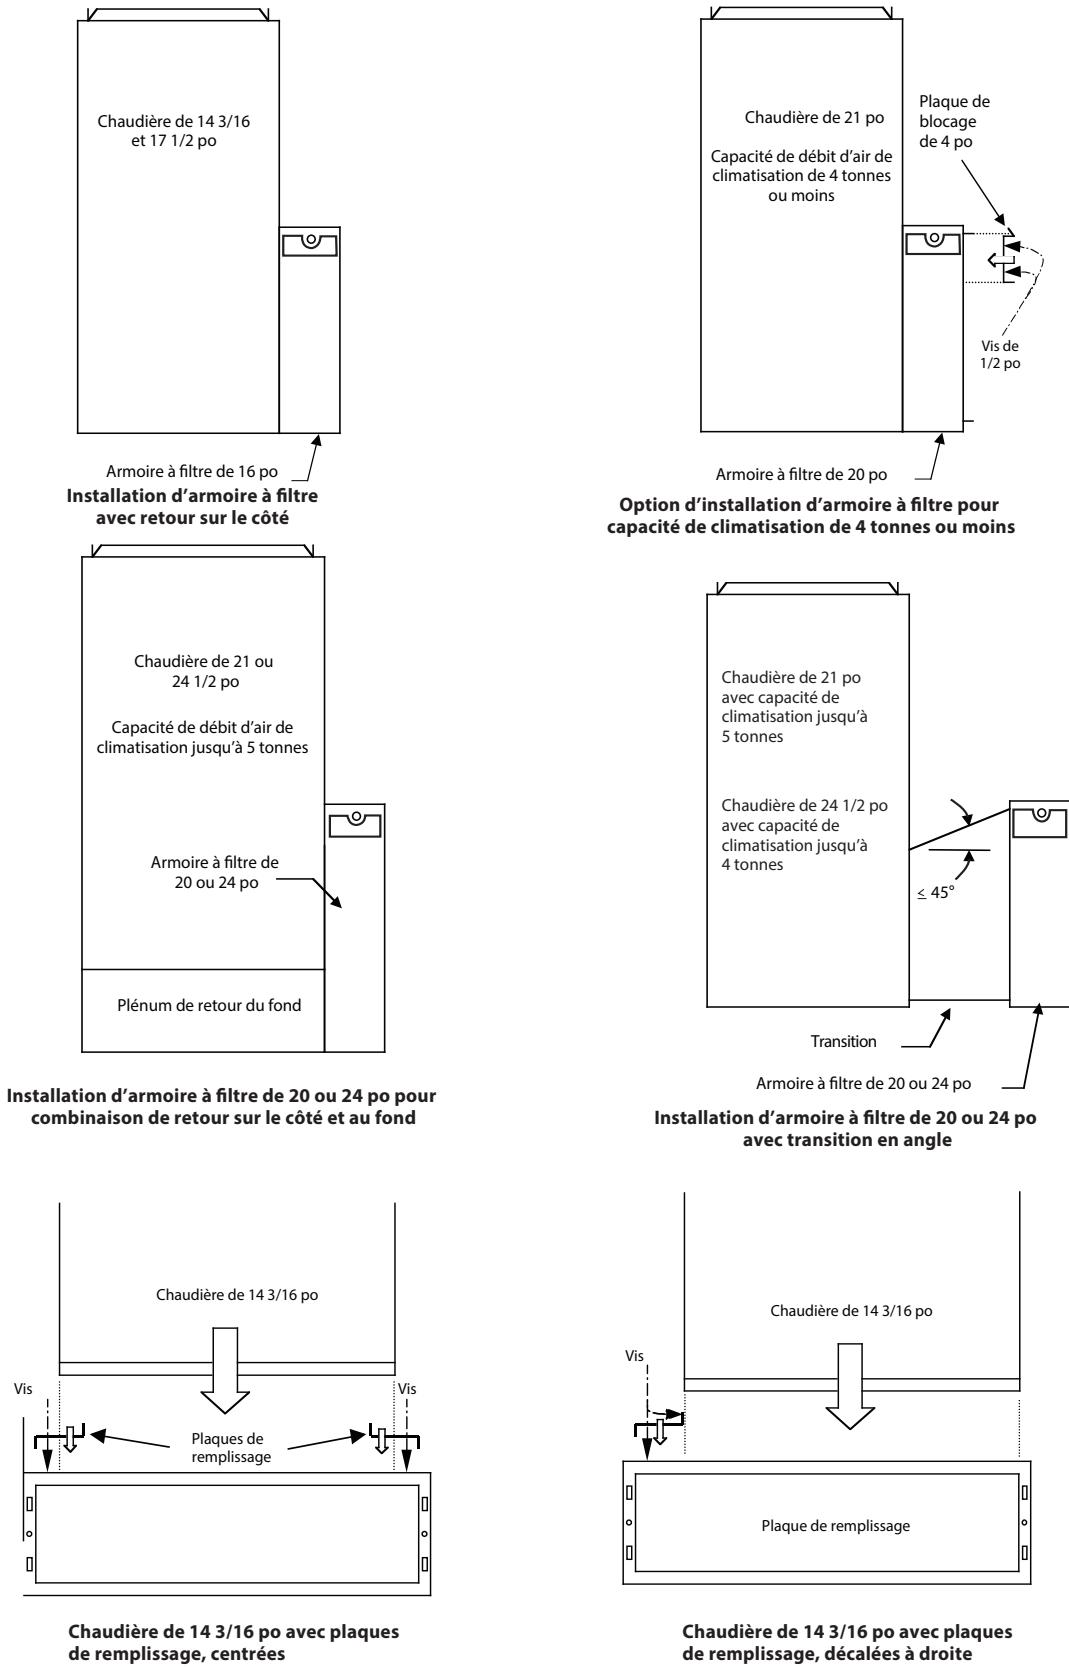 Chaudière de 14 3/16
et 17 1/2 po
Armoire à filtre de 16 po
Installation d’armoire à filtre
avec retour sur le côté
Chaudière de 21 po
Capacité de débit d’air de
climatisation de 4 tonnes
ou moins
Plaque de
blocage
de 4 po
Vis de
1/2 po
Armoire à filtre de 20 po
Option d’installation d’armoire à filtre pour
capacité de climatisation de 4 tonnes ou moins
Chaudière de 21 ou
24 1/2 po
Capacité de débit d’air de
climatisation jusqu’à 5 tonnes
Armoire à filtre de
20 ou 24 po
Plénum de retour du fond
Installation d’armoire à filtre de 20 ou 24 po pour
combinaison de retour sur le côté et au fond
Chaudière de 21 po
avec capacité de
climatisation jusqu’à
5 tonnes
Chaudière de 24 1/2 po
avec capacité de
climatisation jusqu’à
4 tonnes
≤ 45°
Transition
Armoire à filtre de 20 ou 24 po
Installation d’armoire à filtre de 20 ou 24 po
avec transition en angle
Chaudière de 14 3/16 po
Vis
Vis
Plaques de
remplissage
Chaudière de 14 3/16 po avec plaques
de remplissage, centrées
Chaudière de 14 3/16 po
Vis
Plaque de remplissage
Chaudière de 14 3/16 po avec plaques
de remplissage, décalées à droite